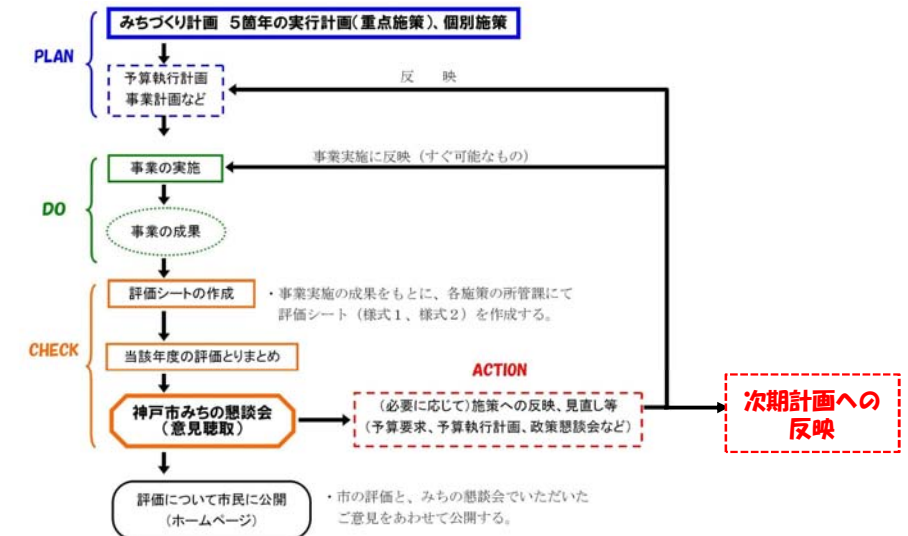 みちづくり計画 5箇年の実行計画(重点施策)、個別施策
PLAN
予算執行計画
事業計画など
反 映
事業実施に反映(すぐ可能なもの)
事業の実施
DO
事業の成果
評価シートの作成
・事業実施の成果をもとに、各施策の所管課にて
評価シート(様式1、様式2)を作成する。
CHECK
当該年度の評価とりまとめ
ACTION
神戸市みちの懇談会
(意見聴取)
(必要に応じて)施策への反映、見直し等
(予算要求、予算執行計画、政策懇談会など)
次期計画への
反映
評価について市民に公開
(ホームページ)
・市の評価と、みちの懇談会でいただいた
ご意見をあわせて公開する。